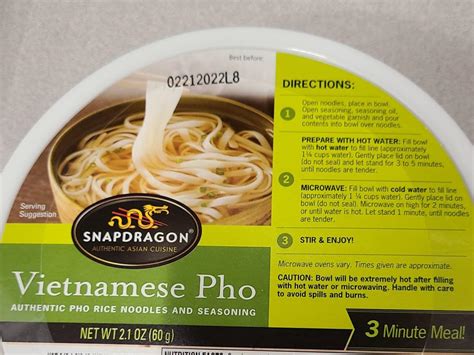 Best before:
02212022L8
DIRECTIONS:
1
Open noodles, place in bowl.
Open seasoning, seasoning oil,
and vegetable garnish and pour
contents into bowl over noodles.
PREPARE WITH HOT WATER: Fill bowl
with hot water to fill line (approximately
1¼ cups water). Gently place lid on bowl
(do not seal) and let stand for 3 to 5 minutes,
until noodles are tender.
2
MICROWAVE: Fill bowl with cold water to fill line
(approximately 1¼ cups water). Gently place lid on
bowl (do not seal). Microwave on high for 2 minutes,
or until water is hot. Let stand 1 minute, until noodles
are tender.
3 STIR & ENJOY!
Microwave ovens vary. Times given are approximate.
CAUTION: Bowl will be extremely hot after filling
with hot water or microwaving. Handle with care
to avoid spills and burns.
Serving
Suggestion
SNAPDRAGON®
AUTHENTIC ASIAN CUISINE
Vietnamese Pho
AUTHENTIC PHO RICE NOODLES AND SEASONING
NET WT 2.1 OZ (60 g)
3 Minute Meal!